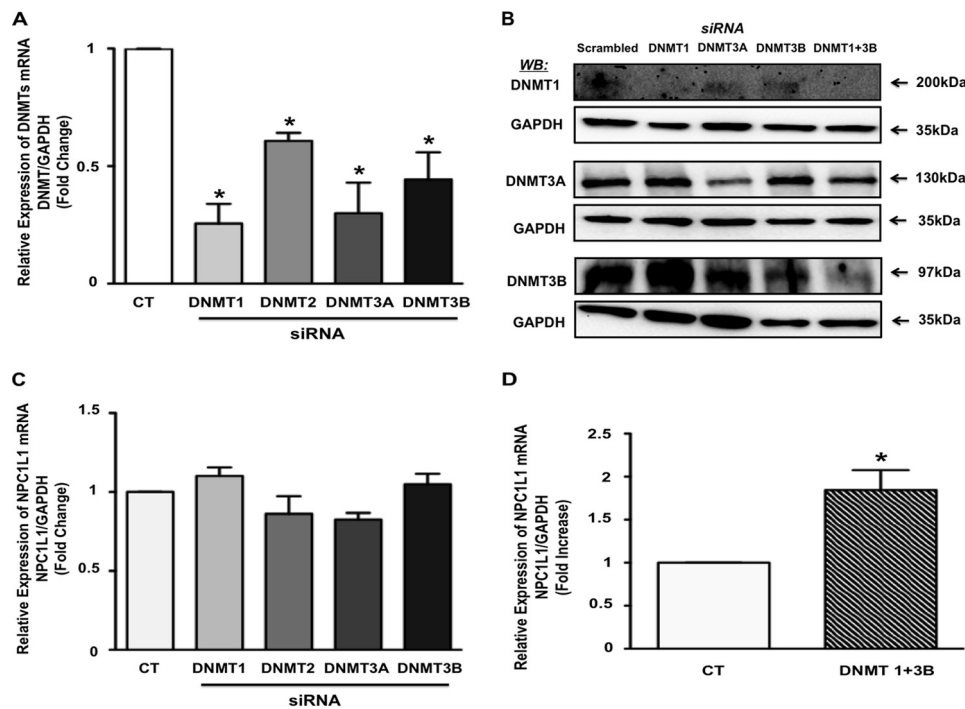 A
Relative Expression of DNMTs mRNA
DNMT/GAPDH
(Fold Change)
1
0.5
0
*
*
*
*
CT
DNMT1
DNMT2
DNMT3A
DNMT3B
siRNA
B
siRNA
Scrambled DNMT1 DNMT3A DNMT3B DNMT1+3B
WB:
DNMT1
200kDa
GAPDH
35kDa
DNMT3A
130kDa
GAPDH
35kDa
DNMT3B
97kDa
GAPDH
35kDa
C
Relative Expression of NPC1L1 mRNA
NPC1L1/GAPDH
(Fold Change)
1.5
1
0.5
0
CT
DNMT1
DNMT2
DNMT3A
DNMT3B
siRNA
D
Relative Expression of NPC1L1 mRNA
NPC1L1/GAPDH
(Fold Increase)
2.5
2
1.5
1
0.5
0
*
CT
DNMT 1+3B